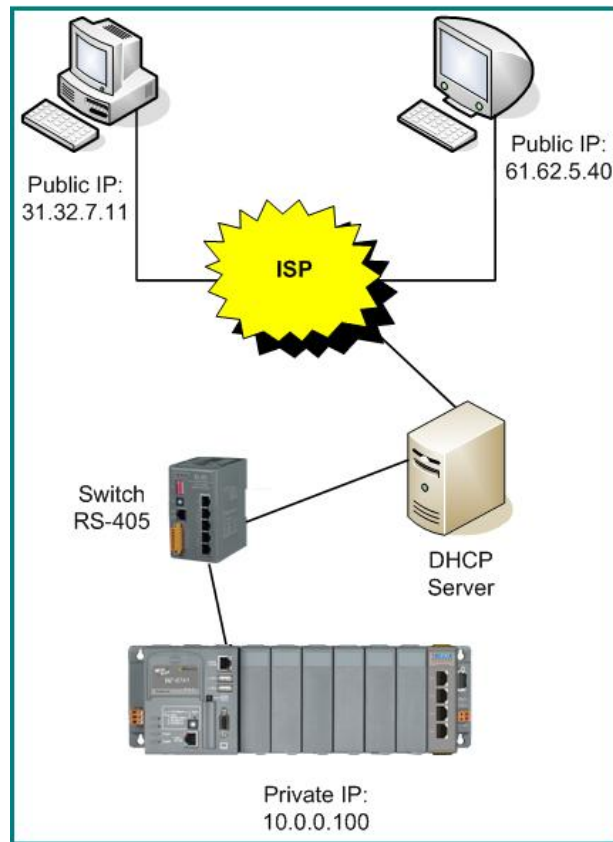 Public IP:
31.32.7.11
Public IP:
61.62.5.40
ISP
Switch
RS-405
DHCP
Server
Private IP:
10.0.0.100